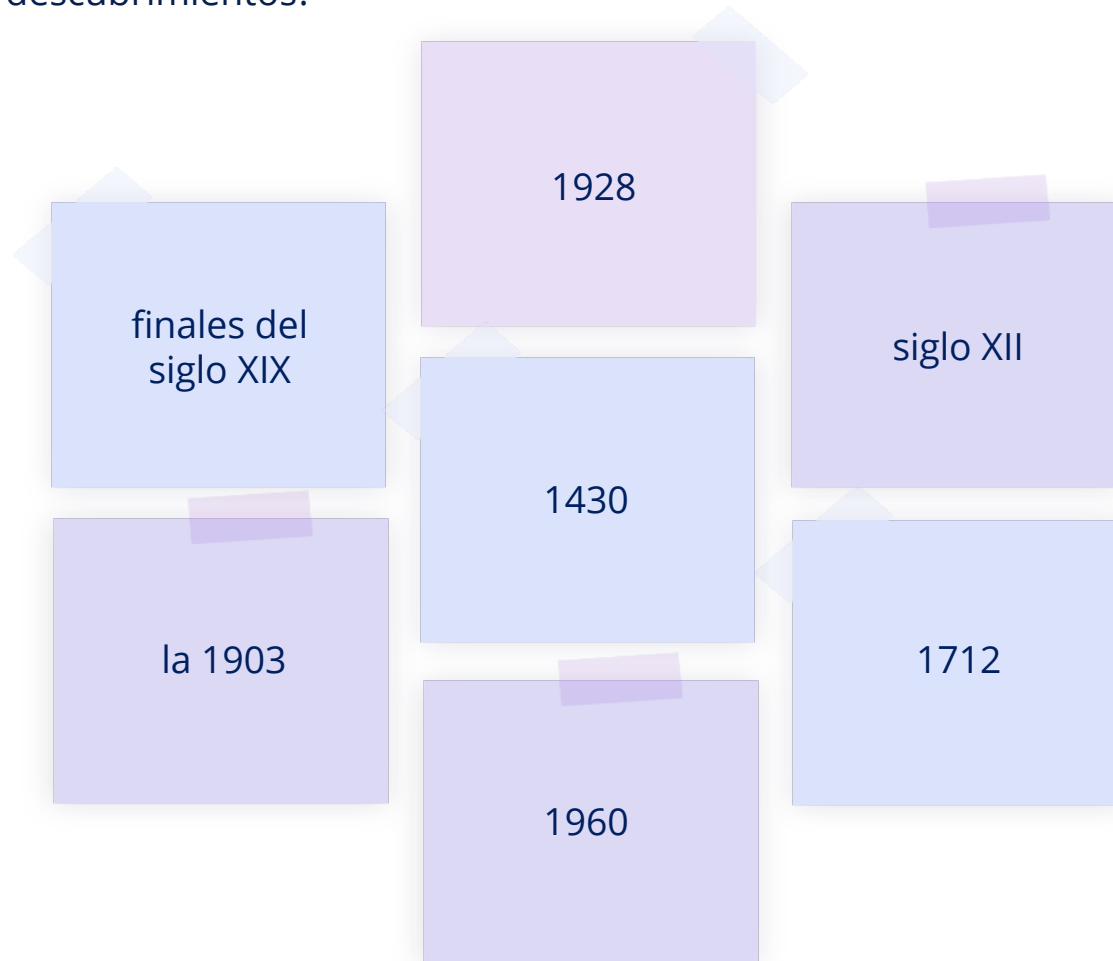 descubrimientos.
1928
finales del
siglo XIX
siglo XII
1430
la 1903
1712
1960